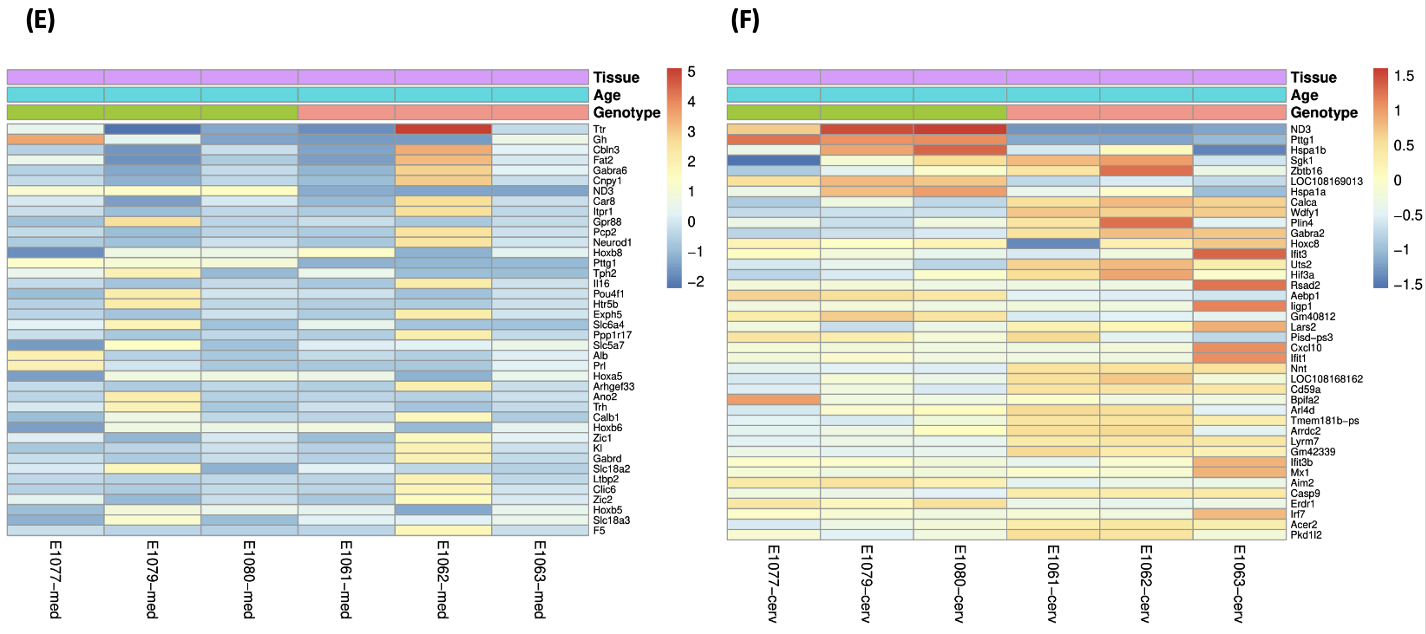 (E)
Tissue
Age
Genotype
Ttr
Gh
Cbln3
Fat2
Gabra6
Cnpy1
ND3
Car8
Itpr1
Gpr88
Pcp2
Neurod1
Hoxb8
Pttg1
Tph2
Il16
Pou4f1
Htr5b
Exph5
Slc6a4
Ppp1r17
Slc5a7
Alb
Prl
Hoxa5
Arhgef33
Ano2
Trh
Calb1
Hoxb6
Zic1
Kl
Gabrd
Slc18a2
Ltbp2
Clic6
Zic2
Hoxb5
Slc18a3
F5
5
4
3
2
1
0
−1
−2
E1077−med
E1079−med
E1080−med
E1061−med
E1062−med
E1063−med
(F)
Tissue
Age
Genotype
ND3
Pttg1
Hspa1b
Sgk1
Zbtb16
LOC108169013
Hspa1a
Calca
Wdfy1
Plin4
Gabra2
Hoxc8
Ifit3
Uts2
Hif3a
Rsad2
Aebp1
Iigp1
Gm40812
Lars2
Pisd−ps3
Cxcl10
Ifit1
Nnt
LOC108168162
Cd59a
Bpifa2
Arl4d
Tmem181b−ps
Arrdc2
Lyrm7
Gm42339
Ifit3b
Mx1
Aim2
Casp9
Erdr1
Irf7
Acer2
Pkd1l2
1.5
1
0.5
0
−0.5
−1
−1.5
E1077−cerv
E1079−cerv
E1080−cerv
E1061−cerv
E1062−cerv
E1063−cerv